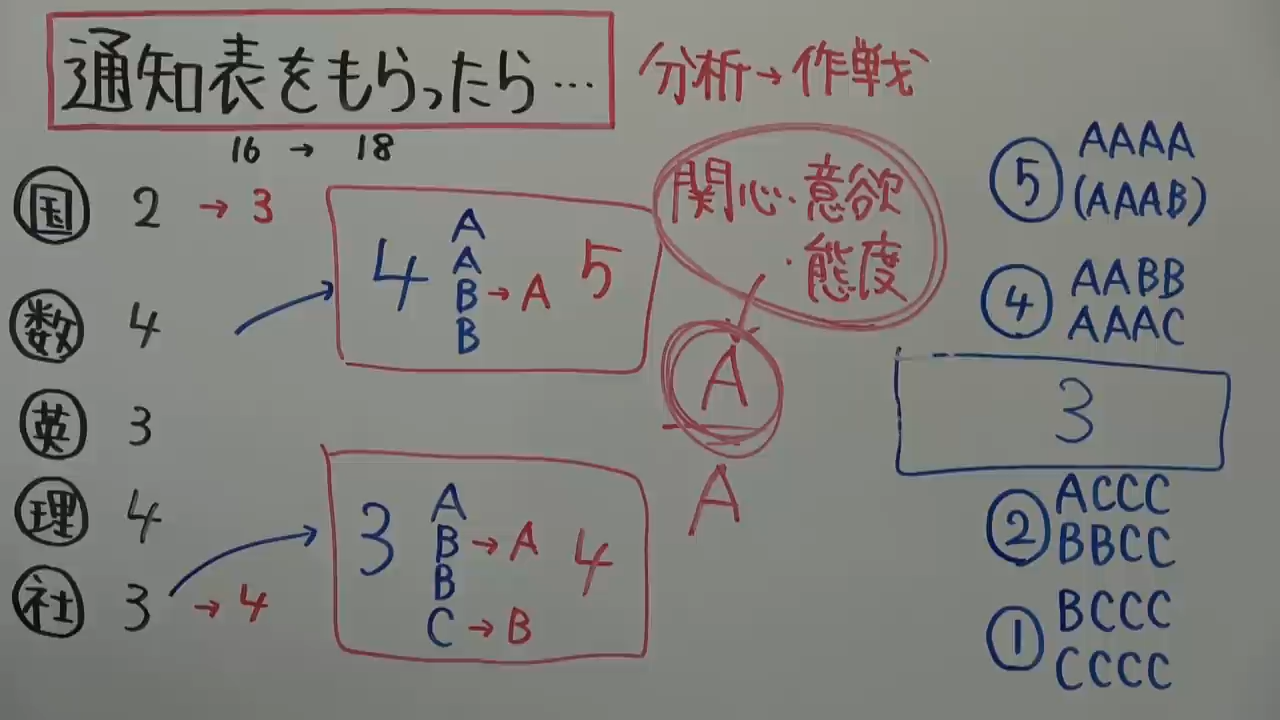 通知表をもらったら…
分析→作戦
16 → 18
国 2 → 3
数 4
英 3
理 4
社 3 → 4
4
A
A
B → A
B
5
3
A
B → A
B
C → B
4
関心・意欲
・態度
A
A
5 AAAA
(AAAB)
4 AABB
AAAC
3
2 ACCC
BBCC
1 BCCC
CCCC